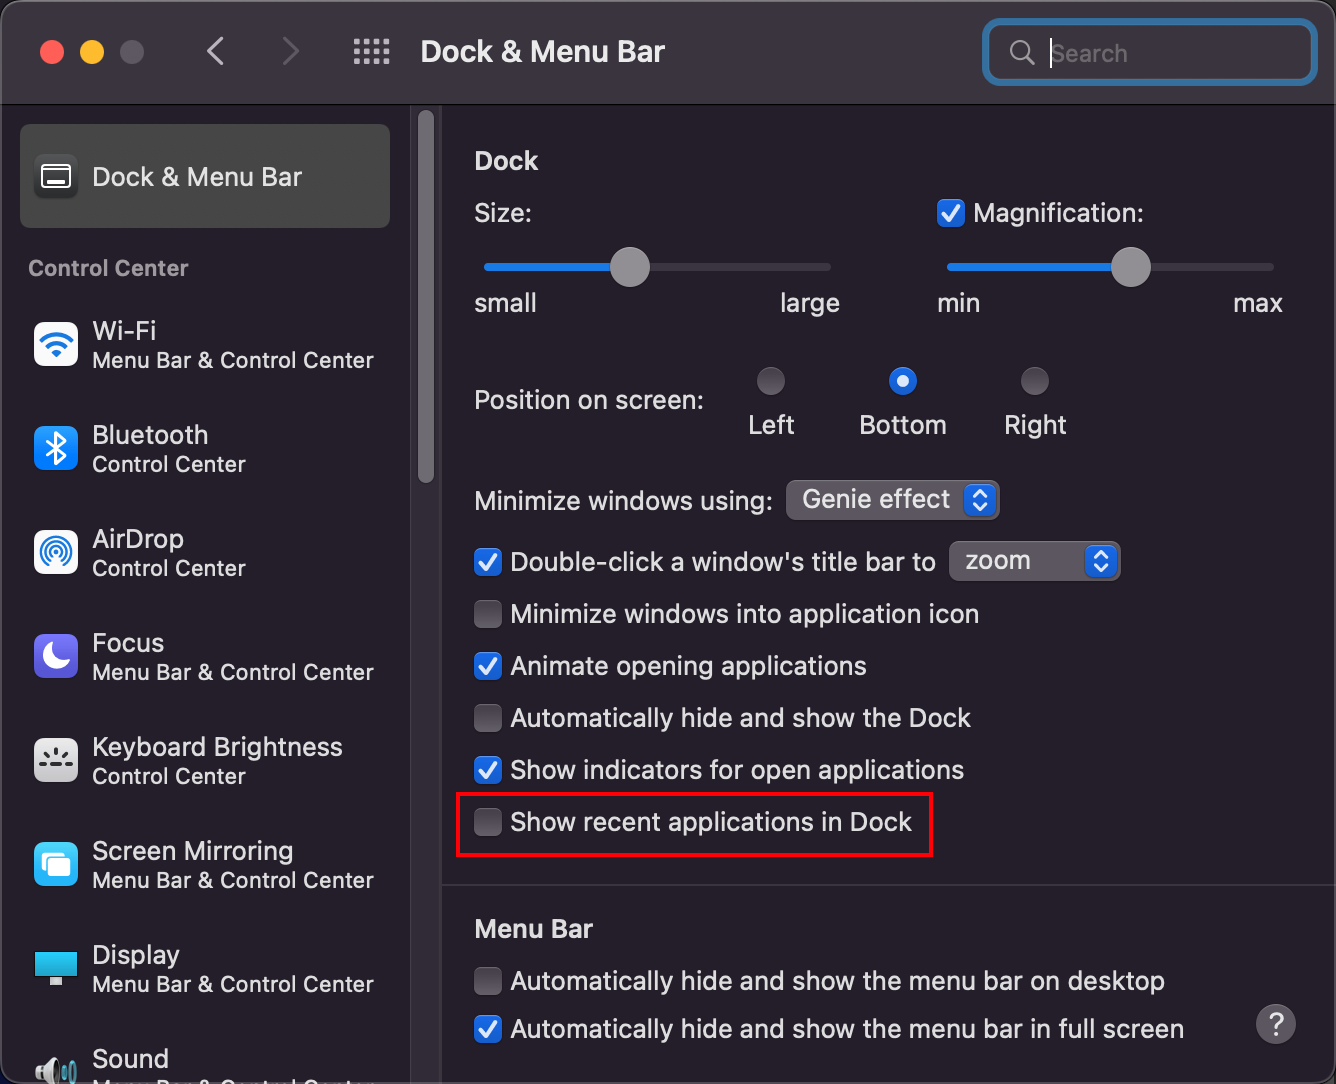 Dock & Menu Bar
Search
Dock & Menu Bar
Control Center
Wi-Fi
Menu Bar & Control Center
Bluetooth
Control Center
AirDrop
Control Center
Focus
Menu Bar & Control Center
Keyboard Brightness
Control Center
Screen Mirroring
Menu Bar & Control Center
Display
Menu Bar & Control Center
Sound
Menu Bar & Control Center
Dock
Size:
Magnification:
small large
min max
Position on screen:
Left Bottom Right
Minimize windows using: Genie effect
Double-click a window's title bar to zoom
Minimize windows into application icon
Animate opening applications
Automatically hide and show the Dock
Show indicators for open applications
Show recent applications in Dock
Menu Bar
Automatically hide and show the menu bar on desktop
Automatically hide and show the menu bar in full screen
?